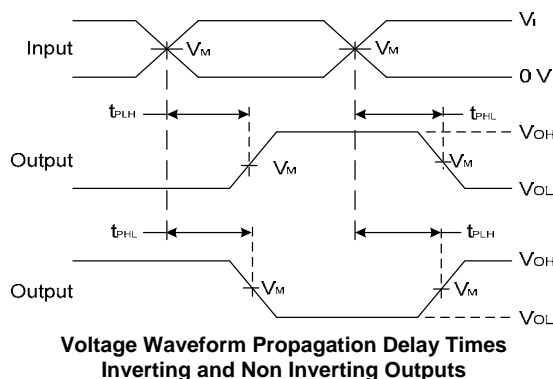 Input
VM
VM
VI
0 V
tPLH
tPHL
Output
VM
VM
VOH
VOL
tPHL
tPLH
Output
VM
VM
VOH
VOL
Voltage Waveform Propagation Delay Times
Inverting and Non Inverting Outputs